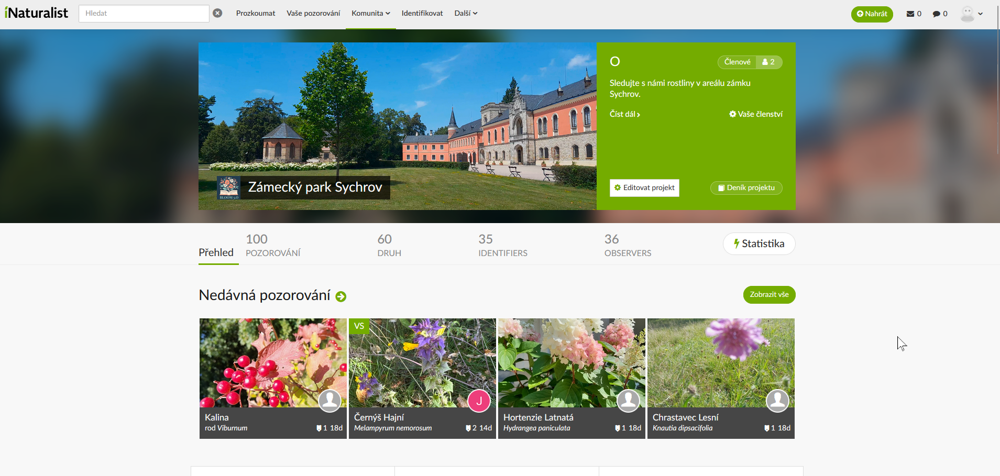 iNaturalist
Hledat
Prozkoumat
Vaše pozorování
Komunita
Identifikovat
Další
Nahrát
0
0
O
Členové 2
Sledujte s námi rostliny v areálu zámku
Sychrov.
Číst dál
Vaše členství
BLOOM 5.0
Zámecký park Sychrov
Editovat projekt
Deník projektu
Přehled
100
POZOROVÁNÍ
60
DRUH
35
IDENTIFIERS
36
OBSERVERS
Statistika
Nedávná pozorování
Zobrazit vše
Kalina
rod Viburnum
1 18d
VS
J
Černýš Hajní
Melampyrum nemorosum
2 14d
Hortenzie Latnatá
Hydrangea paniculata
1 18d
Chrastavec Lesní
Knautia dipsacifolia
1 18d